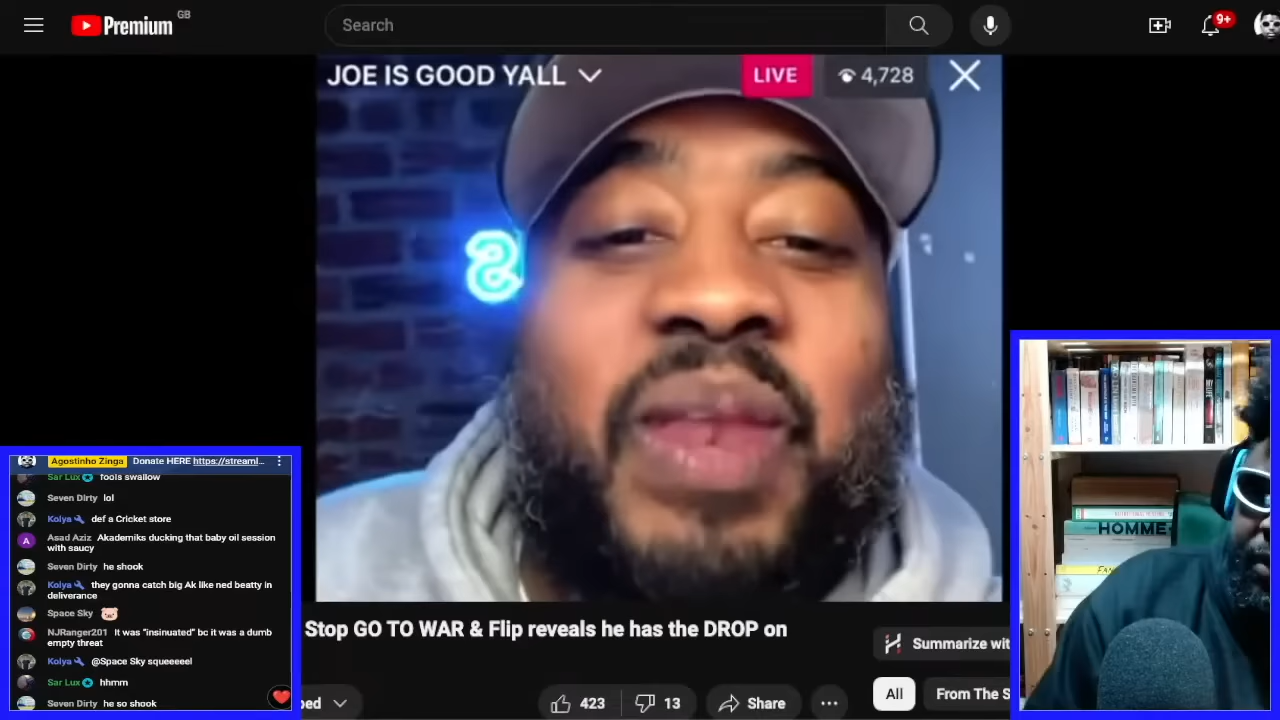 Premium GB
Search
9+
JOE IS GOOD YALL
LIVE
4,728
Stop GO TO WAR & Flip reveals he has the DROP on
Summarize wit
ed
423
13
Share
All
From The S
Agostinho Zinga Donate HERE https://streaml...
Sar Lux fools swallow
Seven Dirty lol
Kolya def a Cricket store
A
Asad Aziz Akademiks ducking that baby oil session
with saucy
Seven Dirty he shook
Kolya they gonna catch big Ak like ned beatty in
deliverance
Space Sky
NJRanger201 It was "insinuated" bc it was a dumb
empty threat
Kolya @Space Sky squeeeeel
Sar Lux hhmm
Seven Dirty he so shook
HOMME